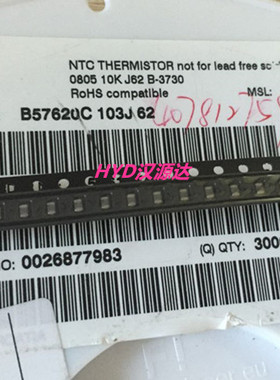 NTC THERMISTOR not for lead free
0805 10K J62 B-3730
RoHS compatible MSL:
B57620C 103J 62
HYD汉源达
NO: 0026877983 (Q) QTY: 300